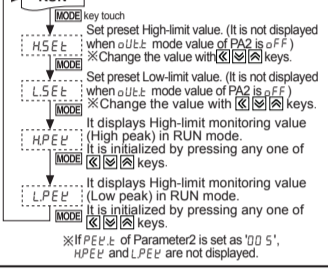 MODE key touch
Set preset High-limit value. (It is not displayed
H.SEt when oUt.t mode value of PA2 is oFF)
※Change the value with « ∨ ∧ keys.
MODE
Set preset Low-limit value. (It is not displayed
L.SEt when oUt.t mode value of PA2 is oFF)
※Change the value with « ∨ ∧ keys.
MODE
It displays High-limit monitoring value
H.PEK (High peak) in RUN mode.
It is initialized by pressing any one of
MODE « ∨ ∧ keys.
It displays High-limit monitoring value
L.PEK (Low peak) in RUN mode.
It is initialized by pressing any one of
MODE « ∨ ∧ keys.
※If PEK.t of Parameter2 is set as '00 S',
H.PEK and L.PEK are not displayed.